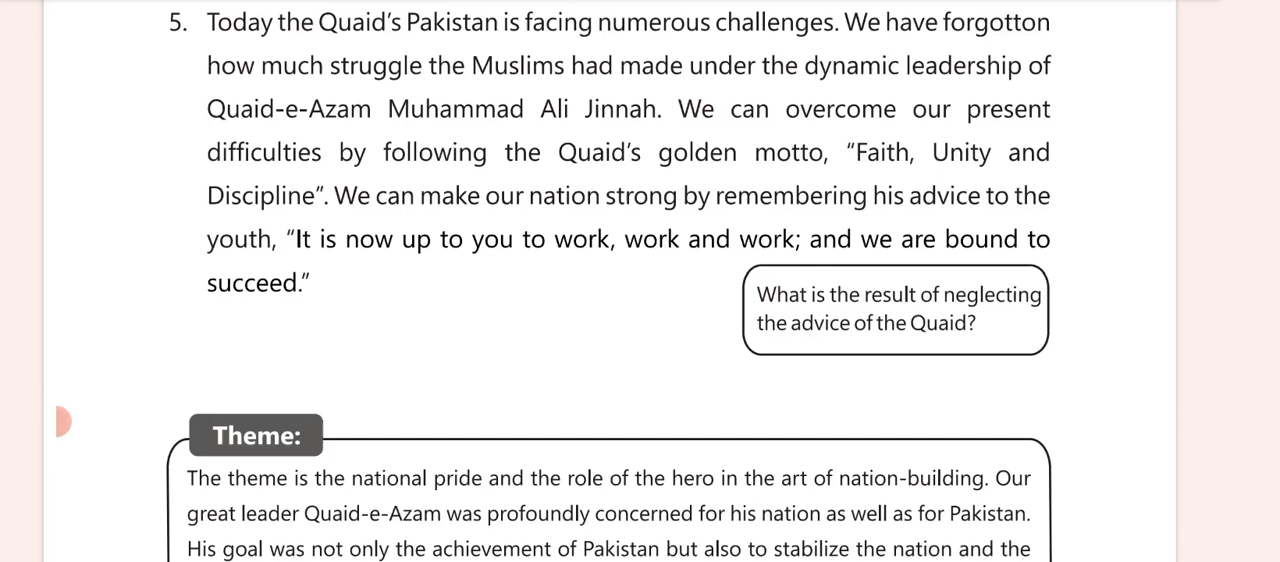 5. Today the Quaid's Pakistan is facing numerous challenges. We have forgotton
how much struggle the Muslims had made under the dynamic leadership of
Quaid-e-Azam Muhammad Ali Jinnah. We can overcome our present
difficulties by following the Quaid's golden motto, "Faith, Unity and
Discipline". We can make our nation strong by remembering his advice to the
youth, "It is now up to you to work, work and work; and we are bound to
succeed."
What is the result of neglecting
the advice of the Quaid?
Theme:
The theme is the national pride and the role of the hero in the art of nation-building. Our
great leader Quaid-e-Azam was profoundly concerned for his nation as well as for Pakistan.
His goal was not only the achievement of Pakistan but also to stabilize the nation and the